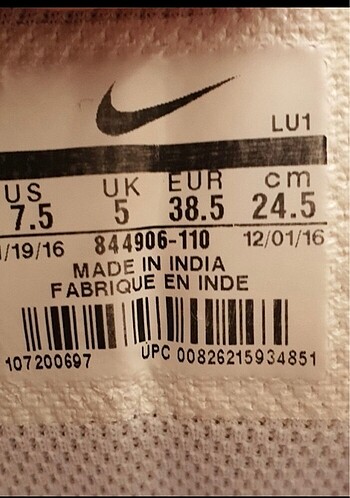 LU1
US UK EUR cm
7.5 5 38.5 24.5
/19/16 844906-110 12/01/16
MADE IN INDIA
FABRIQUE EN INDE
107200697 UPC 00826215934851